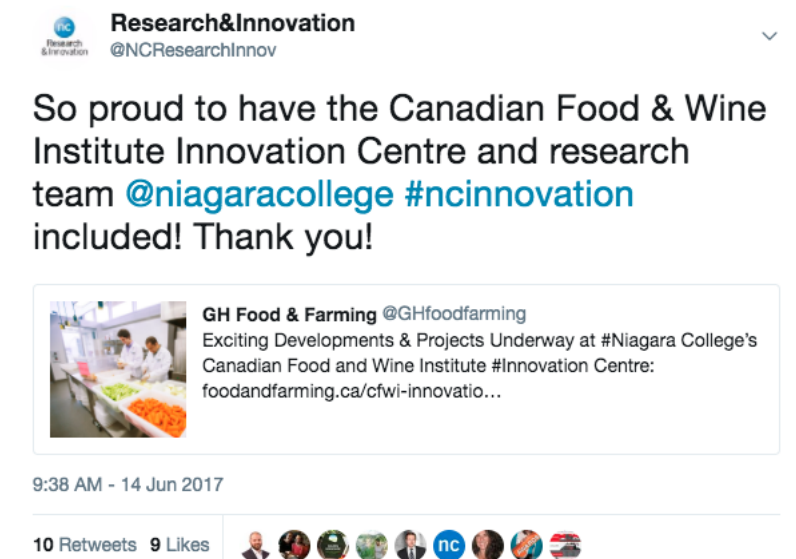 nc
Research
&Innovation
Research&Innovation
@NCResearchInnov
So proud to have the Canadian Food & Wine
Institute Innovation Centre and research
team @niagaracollege #ncinnovation
included! Thank you!
GH Food & Farming @GHfoodfarming
Exciting Developments & Projects Underway at #Niagara College's
Canadian Food and Wine Institute #Innovation Centre:
foodandfarming.ca/cfwi-innovatio...
9:38 AM - 14 Jun 2017
10 Retweets 9 Likes
nc